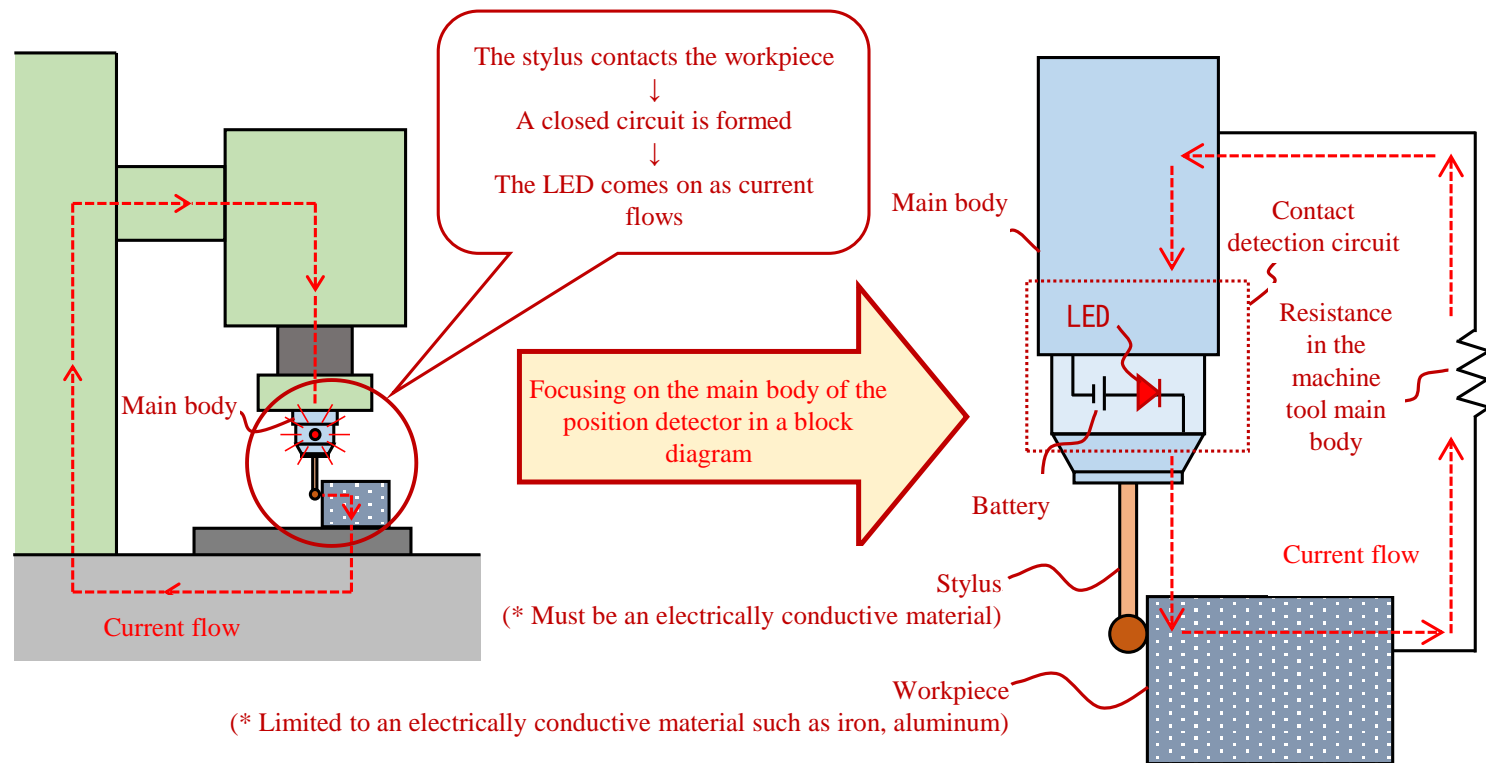 The stylus contacts the workpiece
↓
A closed circuit is formed
↓
The LED comes on as current
flows
Main body
Current flow
Focusing on the main body of the
position detector in a block
diagram
Main body
Contact
detection circuit
LED
Resistance
in the
machine
tool main
body
Battery
Current flow
Stylus
(* Must be an electrically conductive material)
Workpiece
(* Limited to an electrically conductive material such as iron, aluminum)